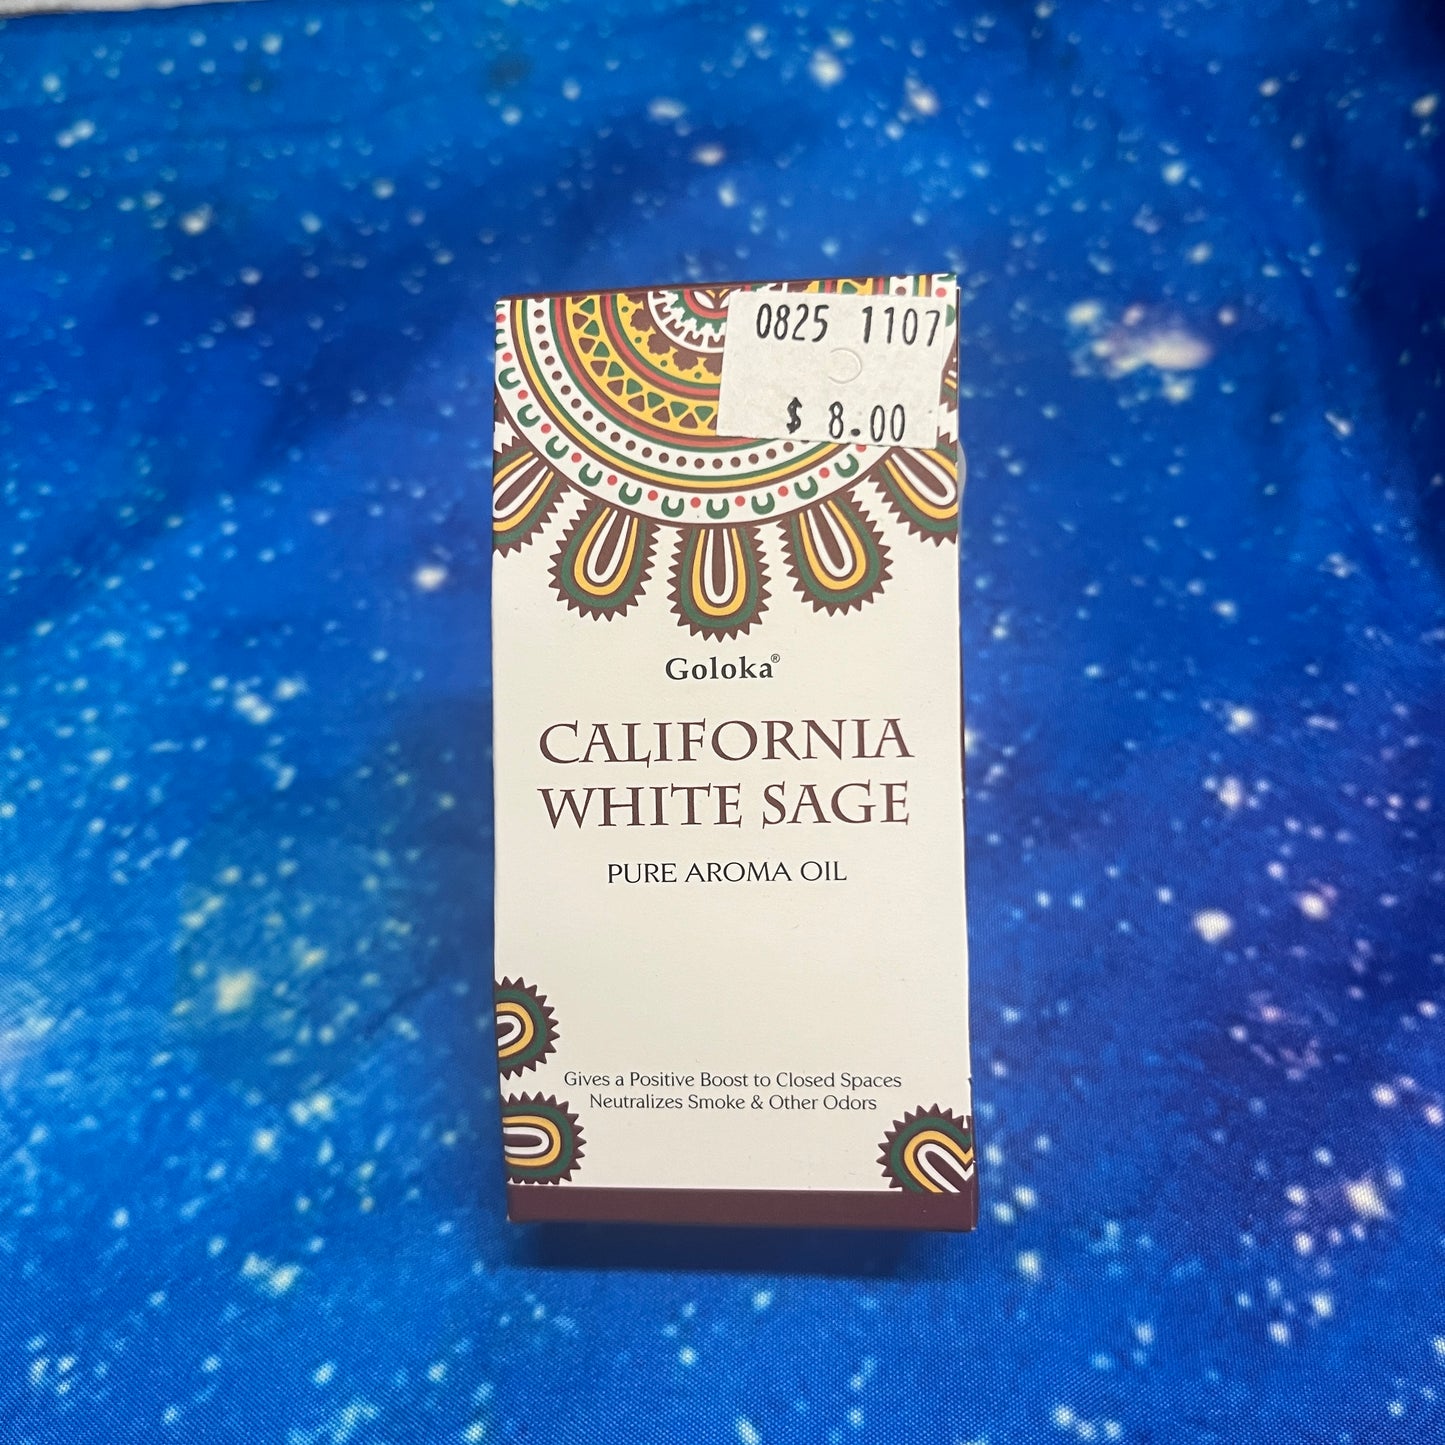 0825 1107
$ 8.00
Goloka®
CALIFORNIA
WHITE SAGE
PURE AROMA OIL
Gives a Positive Boost to Closed Spaces
Neutralizes Smoke & Other Odors